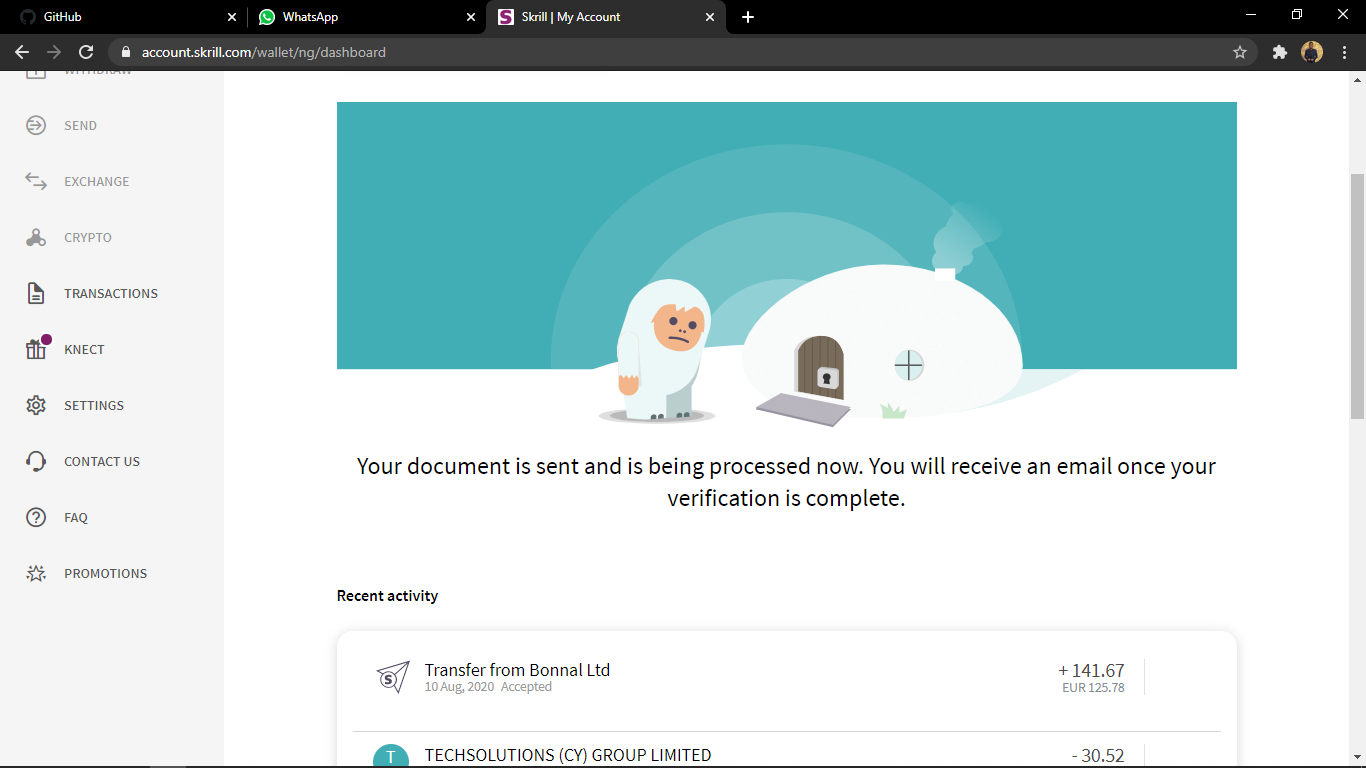 GitHub
WhatsApp
Skrill | My Account
account.skrill.com/wallet/ng/dashboard
WITHDRAW
SEND
EXCHANGE
CRYPTO
TRANSACTIONS
KNECT
SETTINGS
CONTACT US
FAQ
PROMOTIONS
Your document is sent and is being processed now. You will receive an email once your
verification is complete.
Recent activity
Transfer from Bonnal Ltd
+ 141.67
10 Aug, 2020 Accepted
EUR 125.78
T
TECHSOLUTIONS (CY) GROUP LIMITED
- 30.52